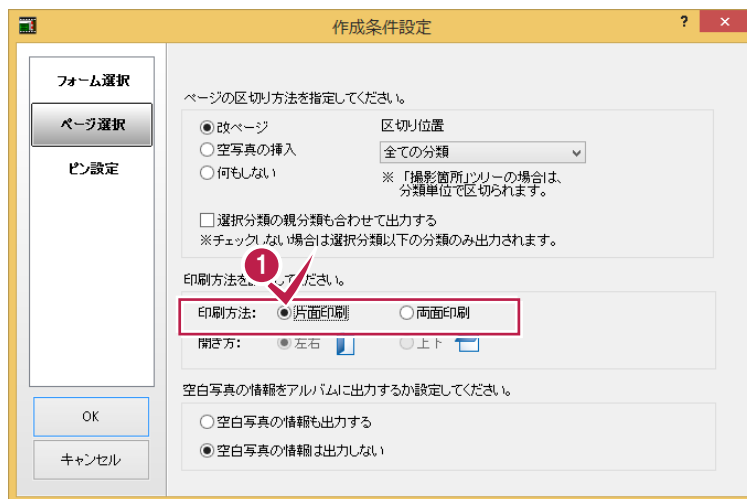 作成条件設定
? ×
フォーム選択
ページ選択
ピン設定
OK
キャンセル
ページの区切り方法を指定してください。
改ページ
空写真の挿入
何もしない
区切り位置
全ての分類
※「撮影箇所」ツリーの場合は、
分類単位で区切られます。
選択分類の親分類も合わせて出力する
※チェックしない場合は選択分類以下の分類のみ出力されます。
1
印刷方法を してください。
印刷方法: 片面印刷 両面印刷
開き方: 左右 上下
空白写真の情報をアルバムに出力するか設定してください。
空白写真の情報も出力する
空白写真の情報は出力しない